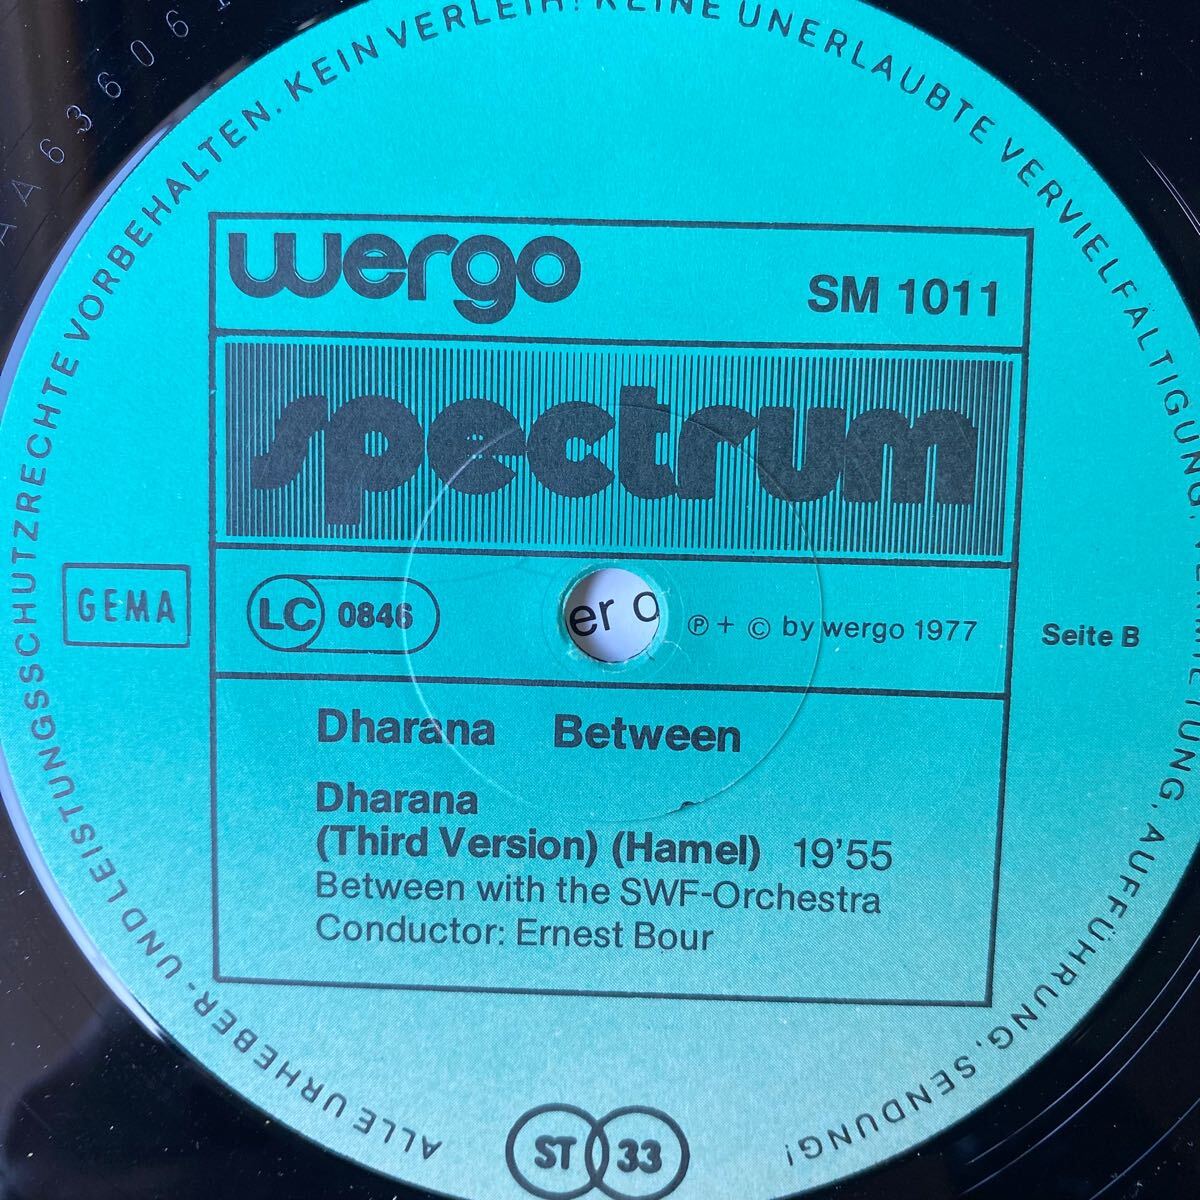 wergo
SM 1011
spectrum
GEMA
LC 0846
er
℗ + © by wergo 1977
Seite B
Dharana Between
Dharana
(Third Version) (Hamel) 19’55
Between with the SWF-Orchestra
Conductor: Ernest Bour
ST 33
ALLE URHEBER- UND LEISTUNGSSCHUTZRECHTE VORBEHALTEN. KEIN VERLEIH! KEINE UNERLAUBTE VERVIELFÄLTIGUNG, VERMIETUNG, AUFFÜHRUNG, SENDUNG!
AA 63606